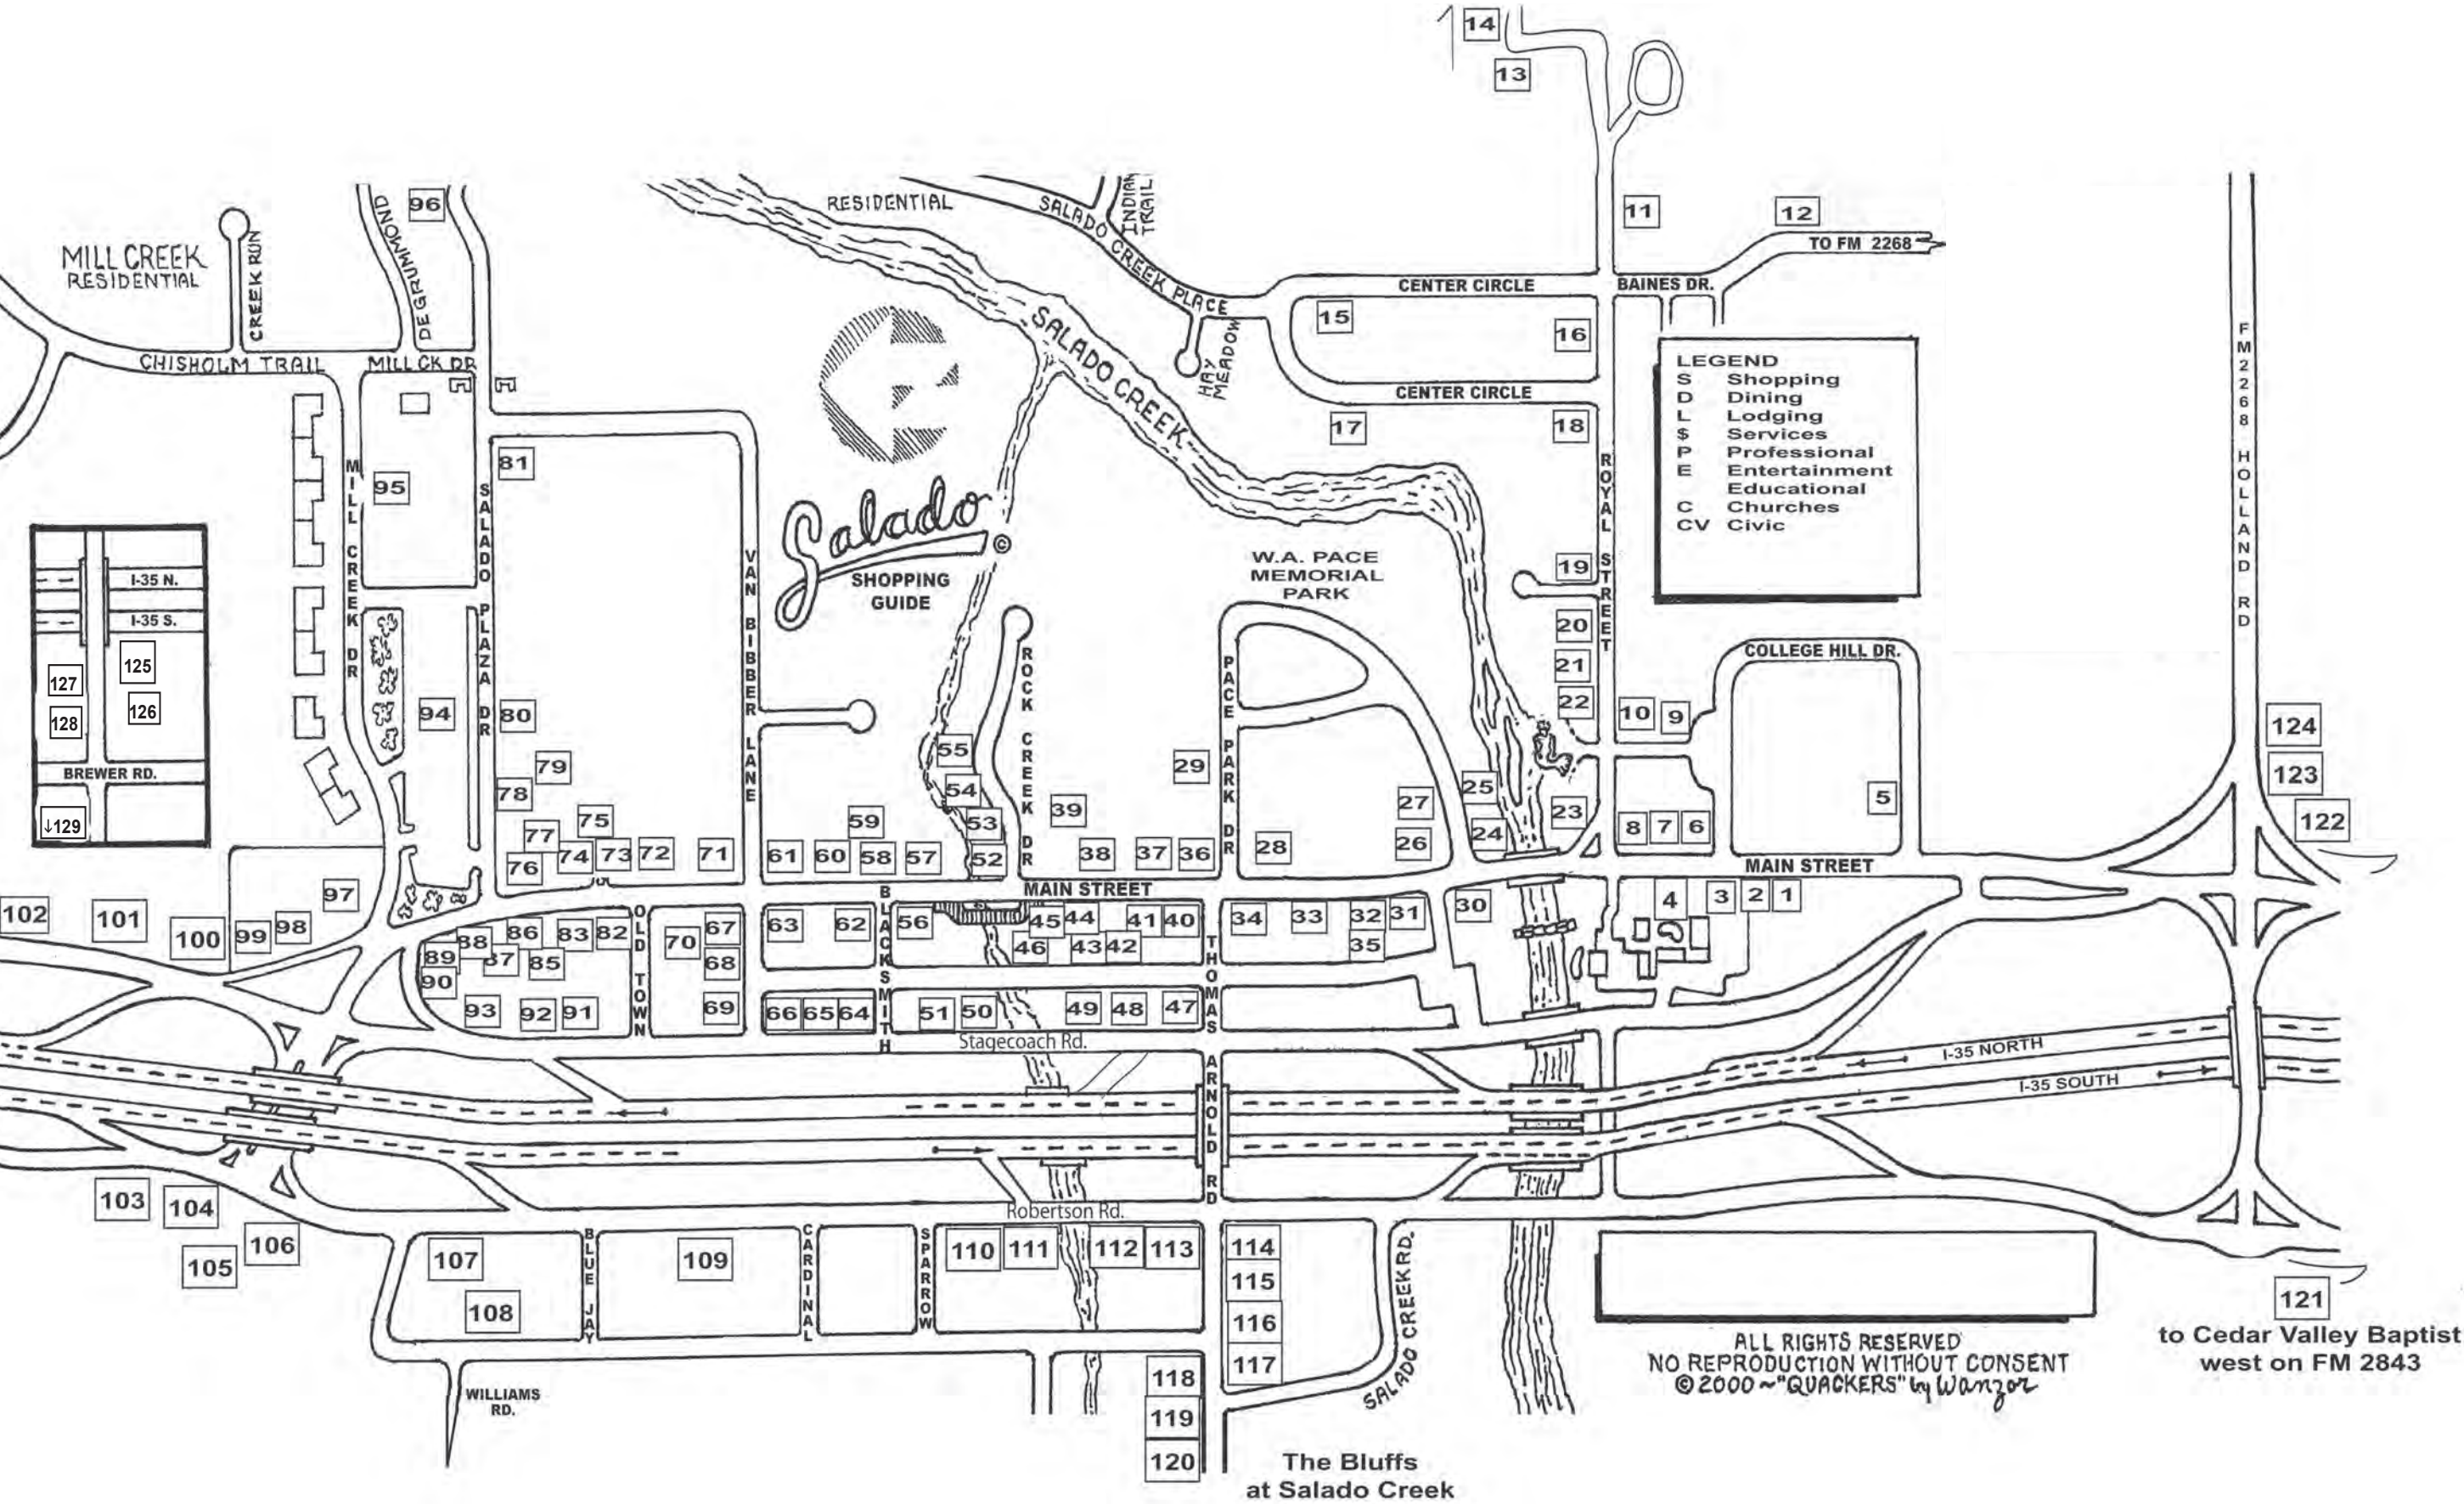 14
13
96
11
12
TO FM 2268
RESIDENTIAL
SALADO CREEK PLACE
INDIAN
TRAIL
DEGRUMMOND
CREEK RUN
MILL CREEK
RESIDENTIAL
CENTER CIRCLE
BAINES DR.
15
16
SALADO CREEK
HAY
MEADOW
CHISHOLM TRAIL
MILL CK DR
CENTER CIRCLE
17
18
LEGEND
S Shopping
D Dining
L Lodging
$ Services
P Professional
E Entertainment
Educational
C Churches
CV Civic
FM 2268 HOLLAND RD
81
95
MILL CREEK DR
SALADO PLAZA DR
VAN BIBBER LANE
Salado
©
SHOPPING
GUIDE
ROYAL STREET
W.A. PACE
MEMORIAL
PARK
19
20
21
22
10
9
COLLEGE HILL DR.
I-35 N.
I-35 S.
125
127
126
128
BREWER RD.
↓129
94
80
79
78
75
77
76
74
73
72
71
61
60
59
58
57
55
54
53
52
ROCK CREEK DR
39
38
37
36
29
PACE PARK DR
28
27
26
25
24
23
8
7
6
5
124
123
122
MAIN STREET
MAIN STREET
97
98
99
100
101
102
88
86
83
82
89
87
85
90
93
92
91
OLD TOWN
70
67
68
69
63
62
66
65
64
BLACKSMITH
56
45
44
41
40
46
43
42
51
50
49
48
47
THOMAS ARNOLD RD
34
33
32
31
35
30
4
3
2
1
Stagecoach Rd.
I-35 NORTH
I-35 SOUTH
Robertson Rd.
103
104
105
106
107
108
BLUE JAY
109
CARDINAL
SPARROW
110
111
112
113
114
115
116
117
118
119
120
SALADO CREEK RD.
WILLIAMS
RD.
121
to Cedar Valley Baptist
west on FM 2843
ALL RIGHTS RESERVED
NO REPRODUCTION WITHOUT CONSENT
© 2000 ~ "QUACKERS" by Wanzor
The Bluffs
at Salado Creek